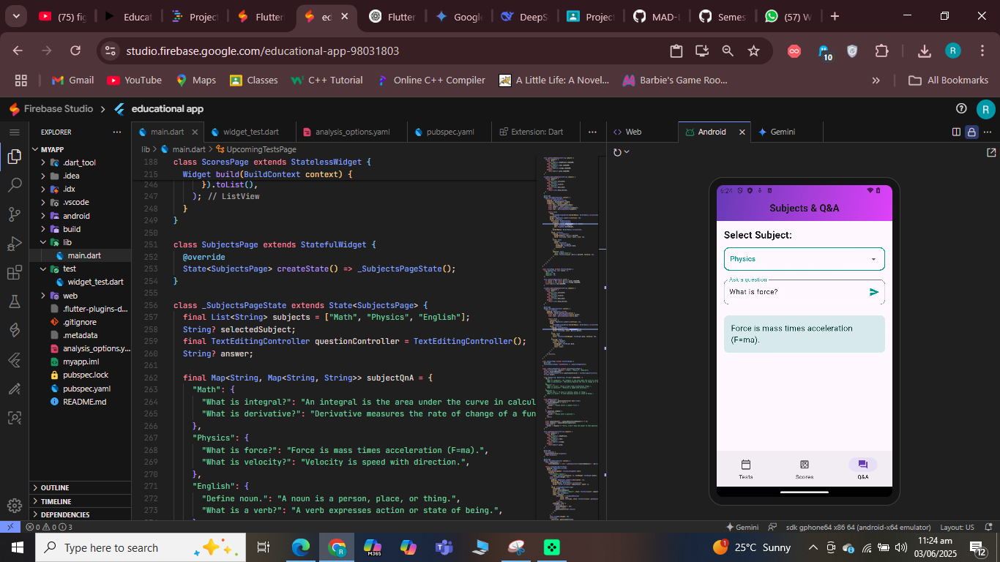 (75) fig
Educat
Project
Flutter
ed
Flutter
Google
DeepS
Project
MAD-L
Semes
(57) W
studio.firebase.google.com/educational-app-98031803
10
R
Gmail
YouTube
Maps
Classes
C++ Tutorial
Online C++ Compiler
A Little Life: A Novel...
Barbie's Game Roo...
»
All Bookmarks
Firebase Studio
educational app
R
EXPLORER
MYAPP
.dart_tool
.idea
.idx
.vscode
android
build
lib
main.dart
test
widget_test.dart
web
.flutter-plugins-d...
.gitignore
.metadata
analysis_options.y...
myapp.iml
pubspec.lock
pubspec.yaml
README.md
OUTLINE
TIMELINE
DEPENDENCIES
main.dart
widget_test.dart
analysis_options.yaml
pubspec.yaml
Extension: Dart
lib > main.dart > UpcomingTestsPage
188 class ScoresPage extends StatelessWidget {
215 Widget build(BuildContext context) {
246 }).toList(),
247 ); // ListView
248 }
249 }
250
251 class SubjectsPage extends StatefulWidget {
252 @override
253 State<SubjectsPage> createState() => _SubjectsPageState();
254 }
255
256 class _SubjectsPageState extends State<SubjectsPage> {
257 final List<String> subjects = ["Math", "Physics", "English"];
258 String? selectedSubject;
259 final TextEditingController questionController = TextEditingController();
260 String? answer;
261
262 final Map<String, Map<String, String>> subjectQnA = {
263 "Math": {
264 "What is integral?": "An integral is the area under the curve in calcul
265 "What is derivative?": "Derivative measures the rate of change of a fun
266 },
267 "Physics": {
268 "What is force?": "Force is mass times acceleration (F=ma).",
269 "What is velocity?": "Velocity is speed with direction.",
270 },
271 "English": {
272 "Define noun.": "A noun is a person, place, or thing.",
273 "What is a verb?": "A verb expresses action or state of being.",
Web
Android
Gemini
Subjects & Q&A
Select Subject:
Physics
Ask a question
What is force?
Force is mass times acceleration
(F=ma).
Tests
Scores
Q&A
0
0
3
Gemini
sdk gphone64 x86 64 (android-x64 emulator)
Layout: US
Type here to search
M365
R
1
25°C Sunny
11:24 am
03/06/2025
12